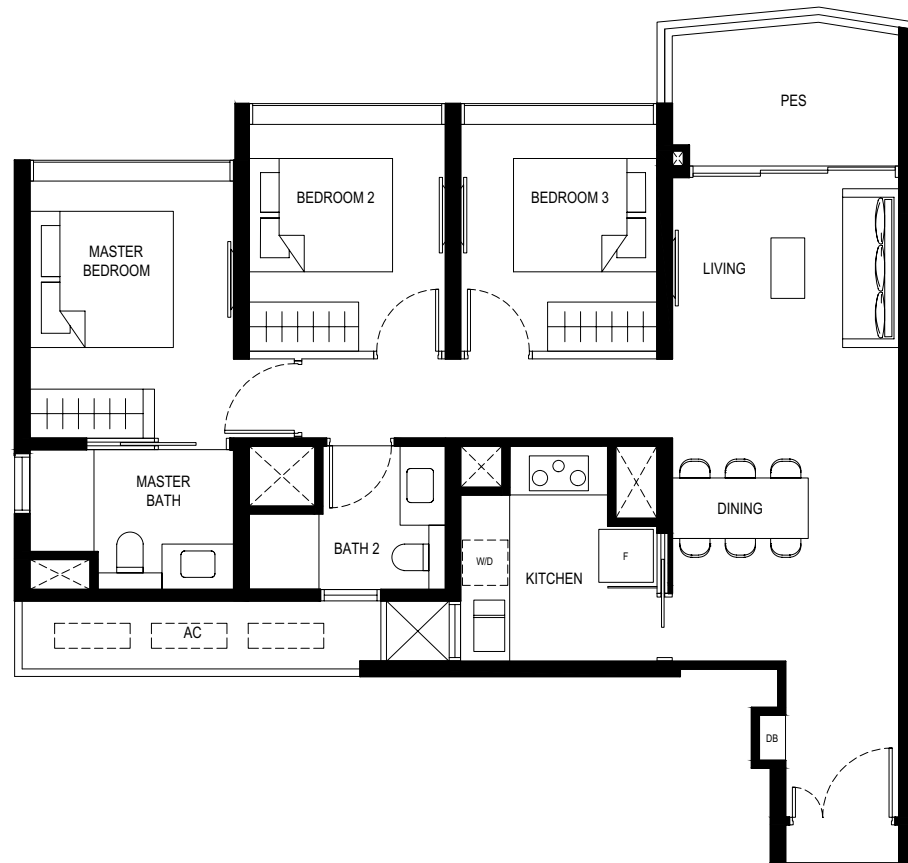 PES
BEDROOM 2
BEDROOM 3
MASTER
BEDROOM
LIVING
MASTER
BATH
DINING
BATH 2
W/D
KITCHEN
F
AC
DB